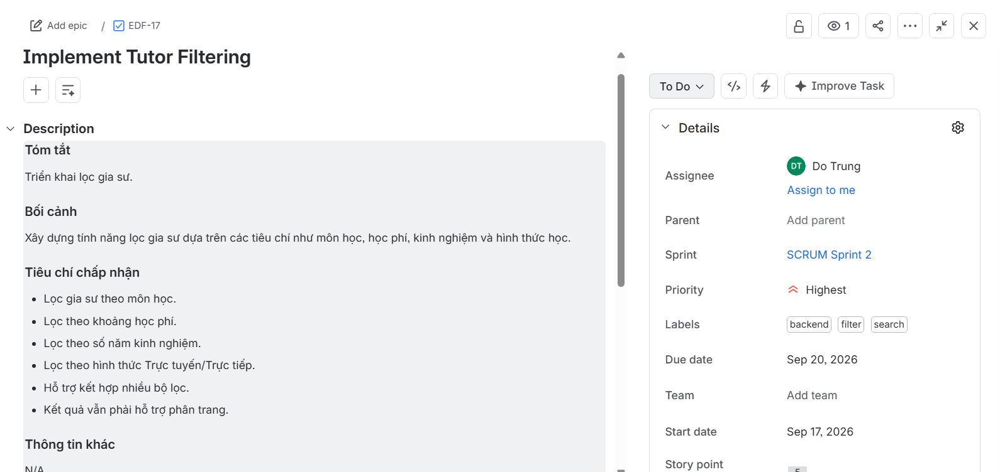 Add epic / EDF-17
1
Implement Tutor Filtering
To Do
Improve Task
Description
Tóm tắt
Triển khai lọc gia sư.
Bối cảnh
Xây dựng tính năng lọc gia sư dựa trên các tiêu chí như môn học, học phí, kinh nghiệm và hình thức học.
Tiêu chí chấp nhận
Lọc gia sư theo môn học.
Lọc theo khoảng học phí.
Lọc theo số năm kinh nghiệm.
Lọc theo hình thức Trực tuyến/Trực tiếp.
Hỗ trợ kết hợp nhiều bộ lọc.
Kết quả vẫn phải hỗ trợ phân trang.
Thông tin khác
N/A
Details
Assignee
DT Do Trung
Assign to me
Parent Add parent
Sprint SCRUM Sprint 2
Priority Highest
Labels backend filter search
Due date Sep 20, 2026
Team Add team
Start date Sep 17, 2026
Story point